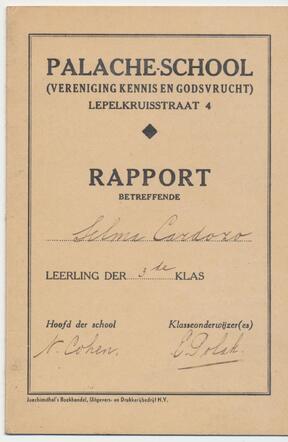 PALACHE-SCHOOL
(VERENIGING KENNIS EN GODSVRUCHT)
LEPELKRUISSTRAAT 4
RAPPORT
BETREFFENDE
Selma Cardozo
LEERLING DER 3de KLAS
Hoofd der school Klasseonderwijzer(es)
N. Cohen. E Polak.
Joachimsthal's Boekhandel, Uitgevers- en Drukkerijbedrijf N.V.